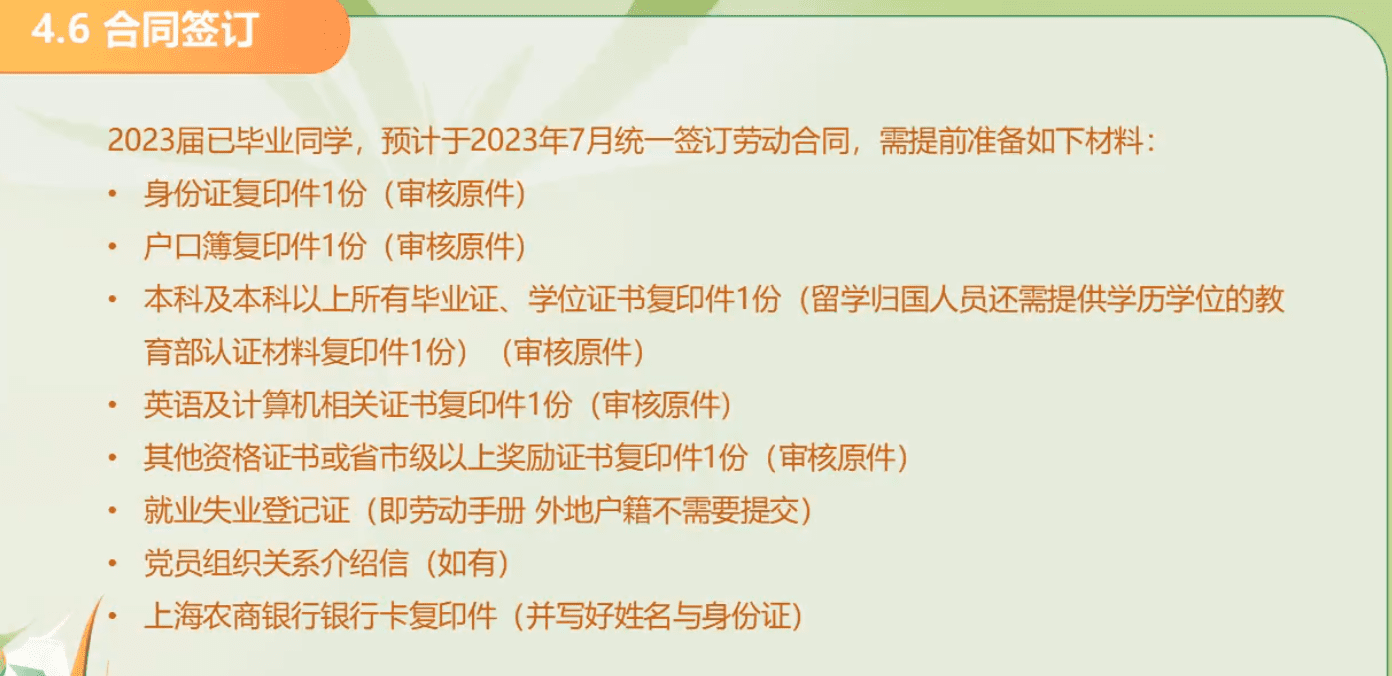 4.6 合同签订
2023届已毕业同学，预计于2023年7月统一签订劳动合同，需提前准备如下材料：
• 身份证复印件1份（审核原件）
• 户口簿复印件1份（审核原件）
• 本科及本科以上所有毕业证、学位证书复印件1份（留学归国人员还需提供学历学位的教
育部认证材料复印件1份）（审核原件）
• 英语及计算机相关证书复印件1份（审核原件）
• 其他资格证书或省市级以上奖励证书复印件1份（审核原件）
• 就业失业登记证（即劳动手册 外地户籍不需要提交）
• 党员组织关系介绍信（如有）
• 上海农商银行银行卡复印件（并写好姓名与身份证）